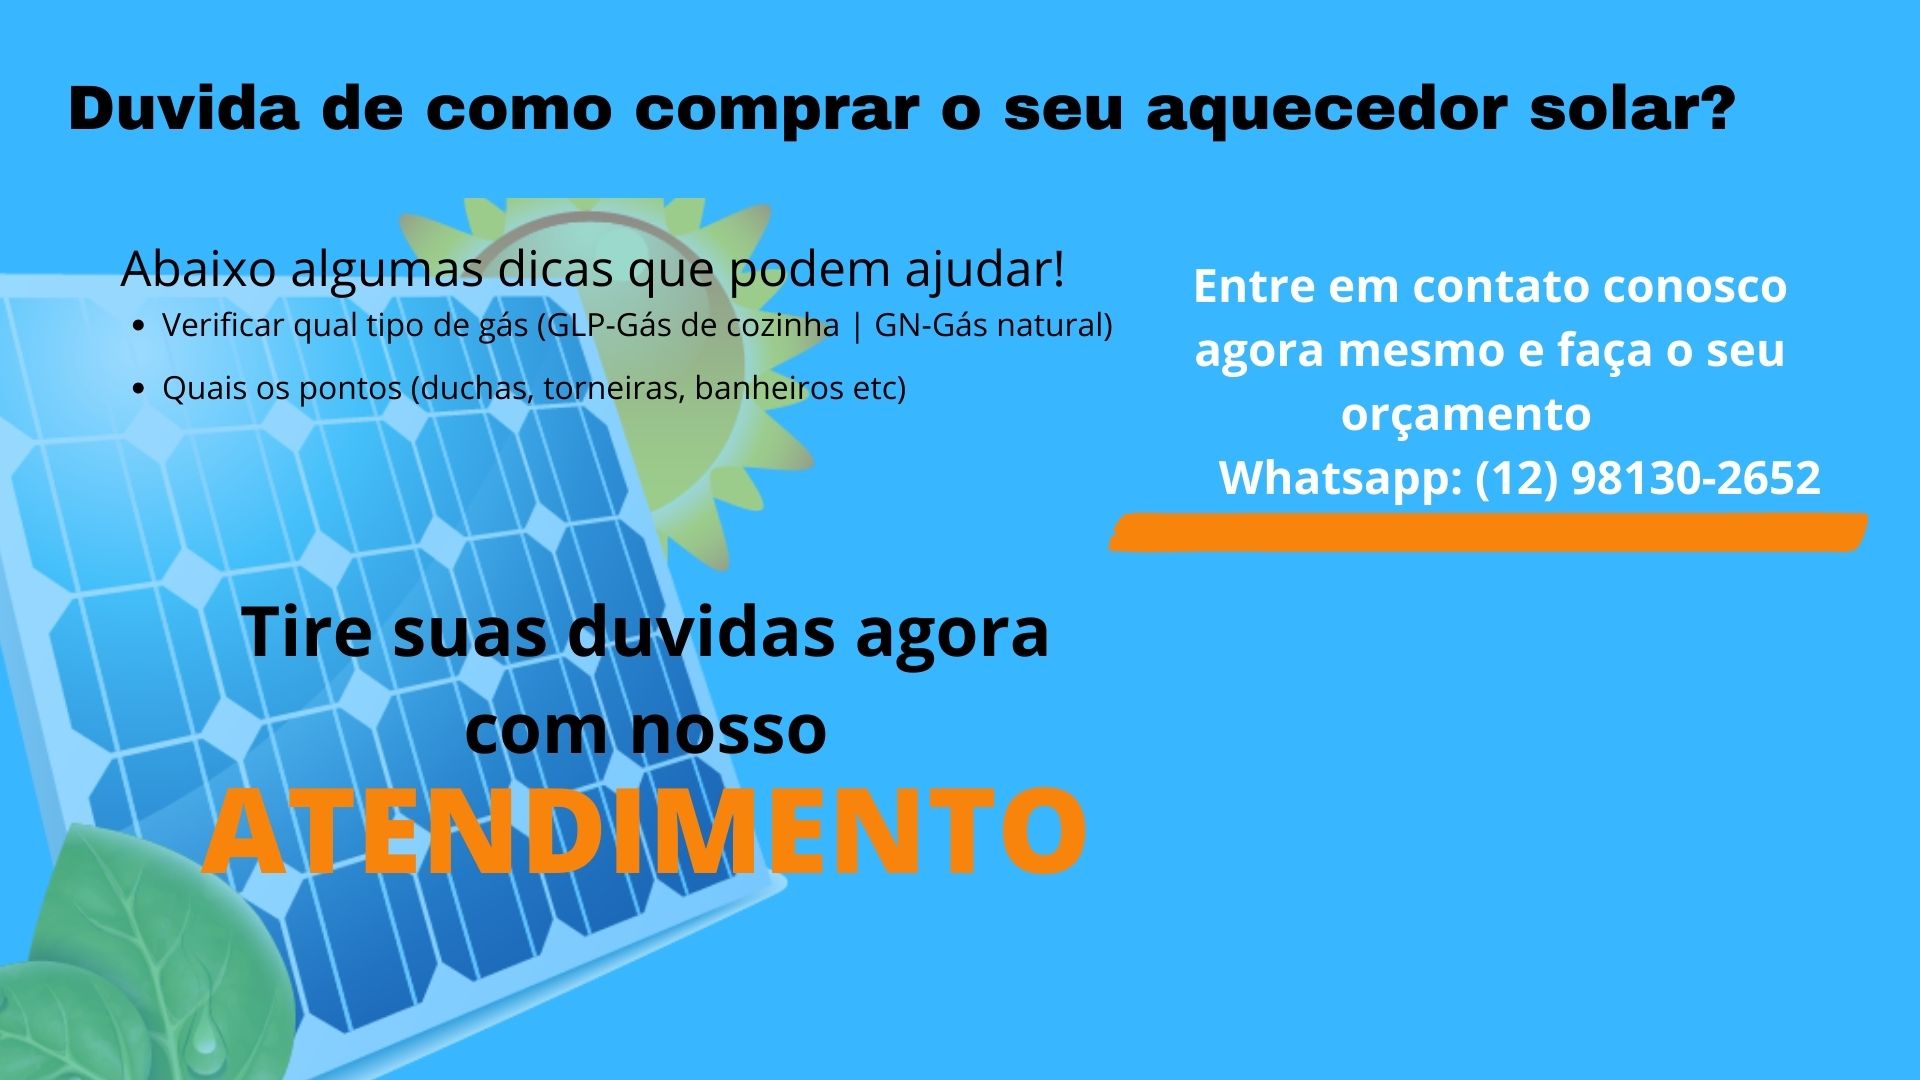 Duvida de como comprar o seu aquecedor solar?
Abaixo algumas dicas que podem ajudar!
• Verificar qual tipo de gás (GLP-Gás de cozinha | GN-Gás natural)
• Quais os pontos (duchas, torneiras, banheiros etc)
Entre em contato conosco
agora mesmo e faça o seu
orçamento
Whatsapp: (12) 98130-2652
Tire suas duvidas agora
com nosso
ATENDIMENTO